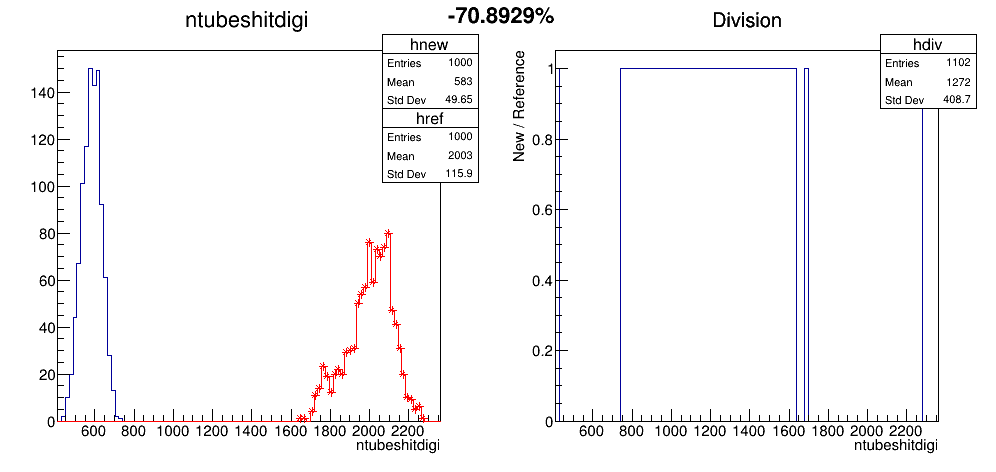 -70.8929%
ntubeshitdigi
hnew
Entries 1000
Mean 583
Std Dev 49.65
href
Entries 1000
Mean 2003
Std Dev 115.9
140
120
100
80
60
40
20
0
600 800 1000 1200 1400 1600 1800 2000 2200
ntubeshitdigi
Division
hdiv
Entries 1102
Mean 1272
Std Dev 408.7
New / Reference
1
0.8
0.6
0.4
0.2
0
600 800 1000 1200 1400 1600 1800 2000 2200
ntubeshitdigi